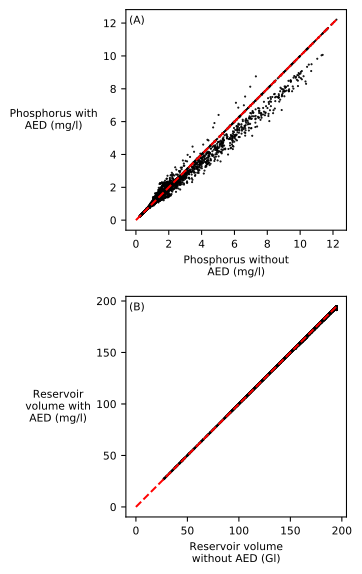 (A)
12
10
8
6
4
2
0
Phosphorus with
AED (mg/l)
0 2 4 6 8 10 12
Phosphorus without
AED (mg/l)
(B)
200
150
100
50
0
Reservoir
volume with
AED (mg/l)
0 50 100 150 200
Reservoir volume
without AED (Gl)